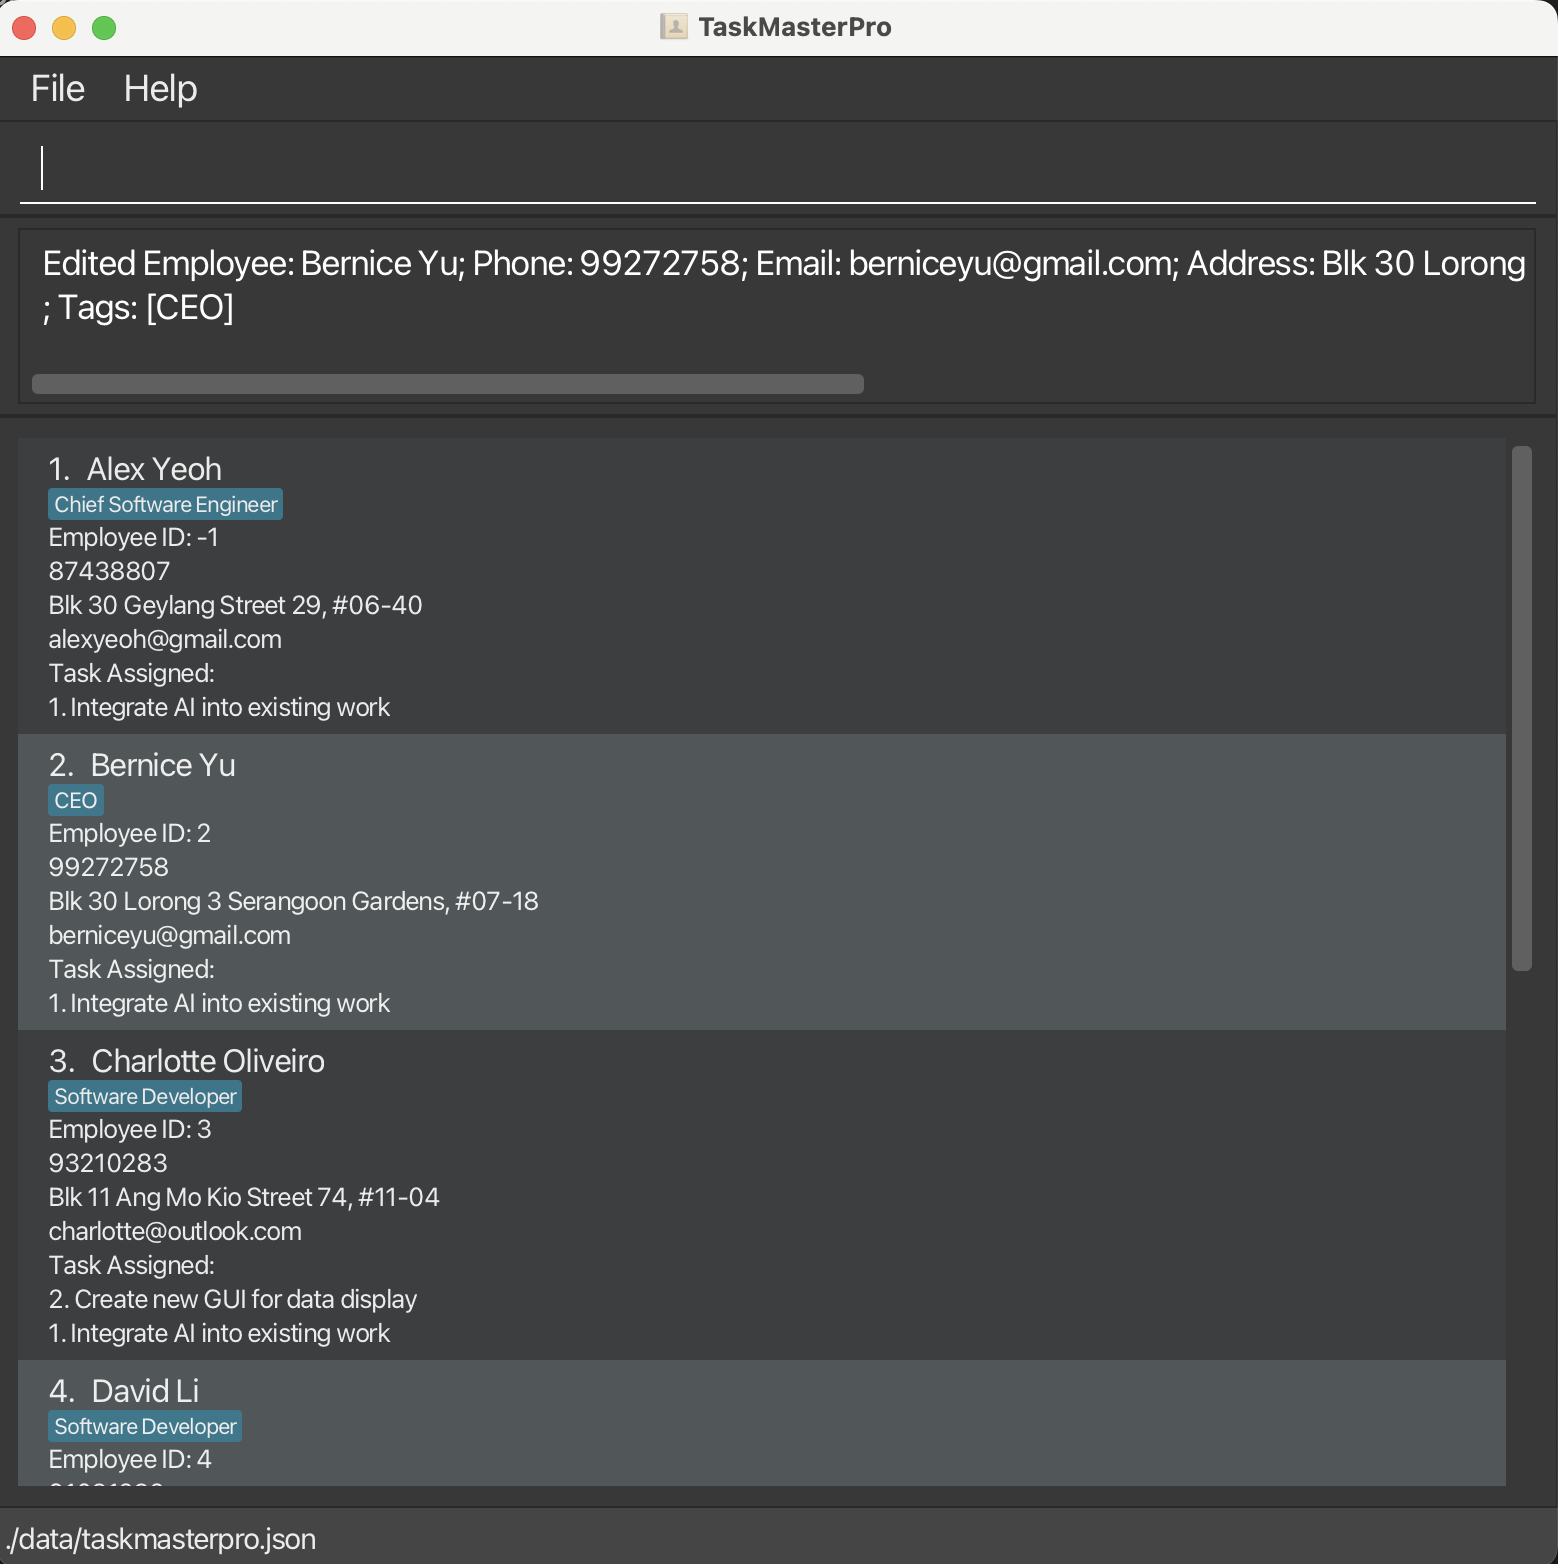 TaskMasterPro
File Help
Edited Employee: Bernice Yu; Phone: 99272758; Email: berniceyu@gmail.com; Address: Blk 30 Lorong
; Tags: [CEO]
1. Alex Yeoh
Chief Software Engineer
Employee ID: -1
87438807
Blk 30 Geylang Street 29, #06-40
alexyeoh@gmail.com
Task Assigned:
1. Integrate AI into existing work
2. Bernice Yu
CEO
Employee ID: 2
99272758
Blk 30 Lorong 3 Serangoon Gardens, #07-18
berniceyu@gmail.com
Task Assigned:
1. Integrate AI into existing work
3. Charlotte Oliveiro
Software Developer
Employee ID: 3
93210283
Blk 11 Ang Mo Kio Street 74, #11-04
charlotte@outlook.com
Task Assigned:
2. Create new GUI for data display
1. Integrate AI into existing work
4. David Li
Software Developer
Employee ID: 4
./data/taskmasterpro.json